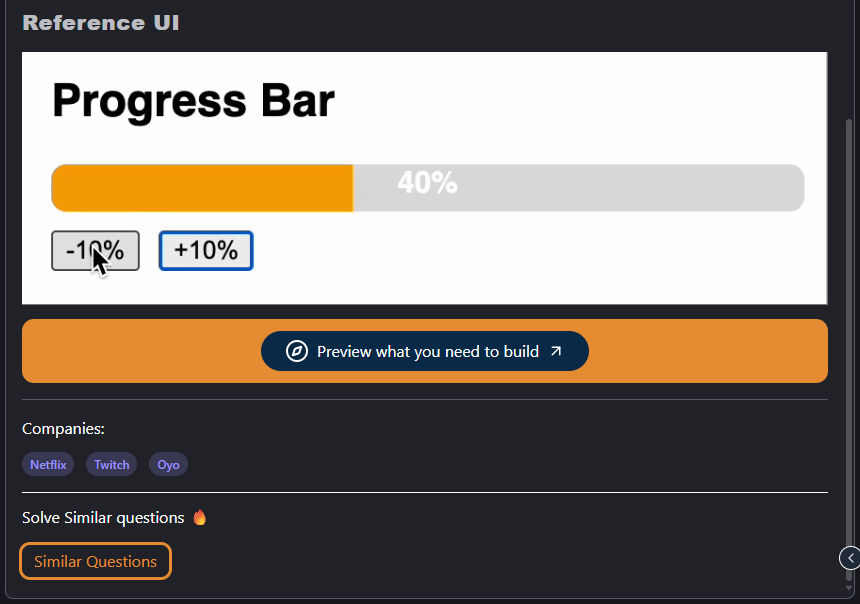 Reference UI
Progress Bar
40%
-10% +10%
Preview what you need to build
Companies:
Netflix Twitch Oyo
Solve Similar questions 🔥
Similar Questions